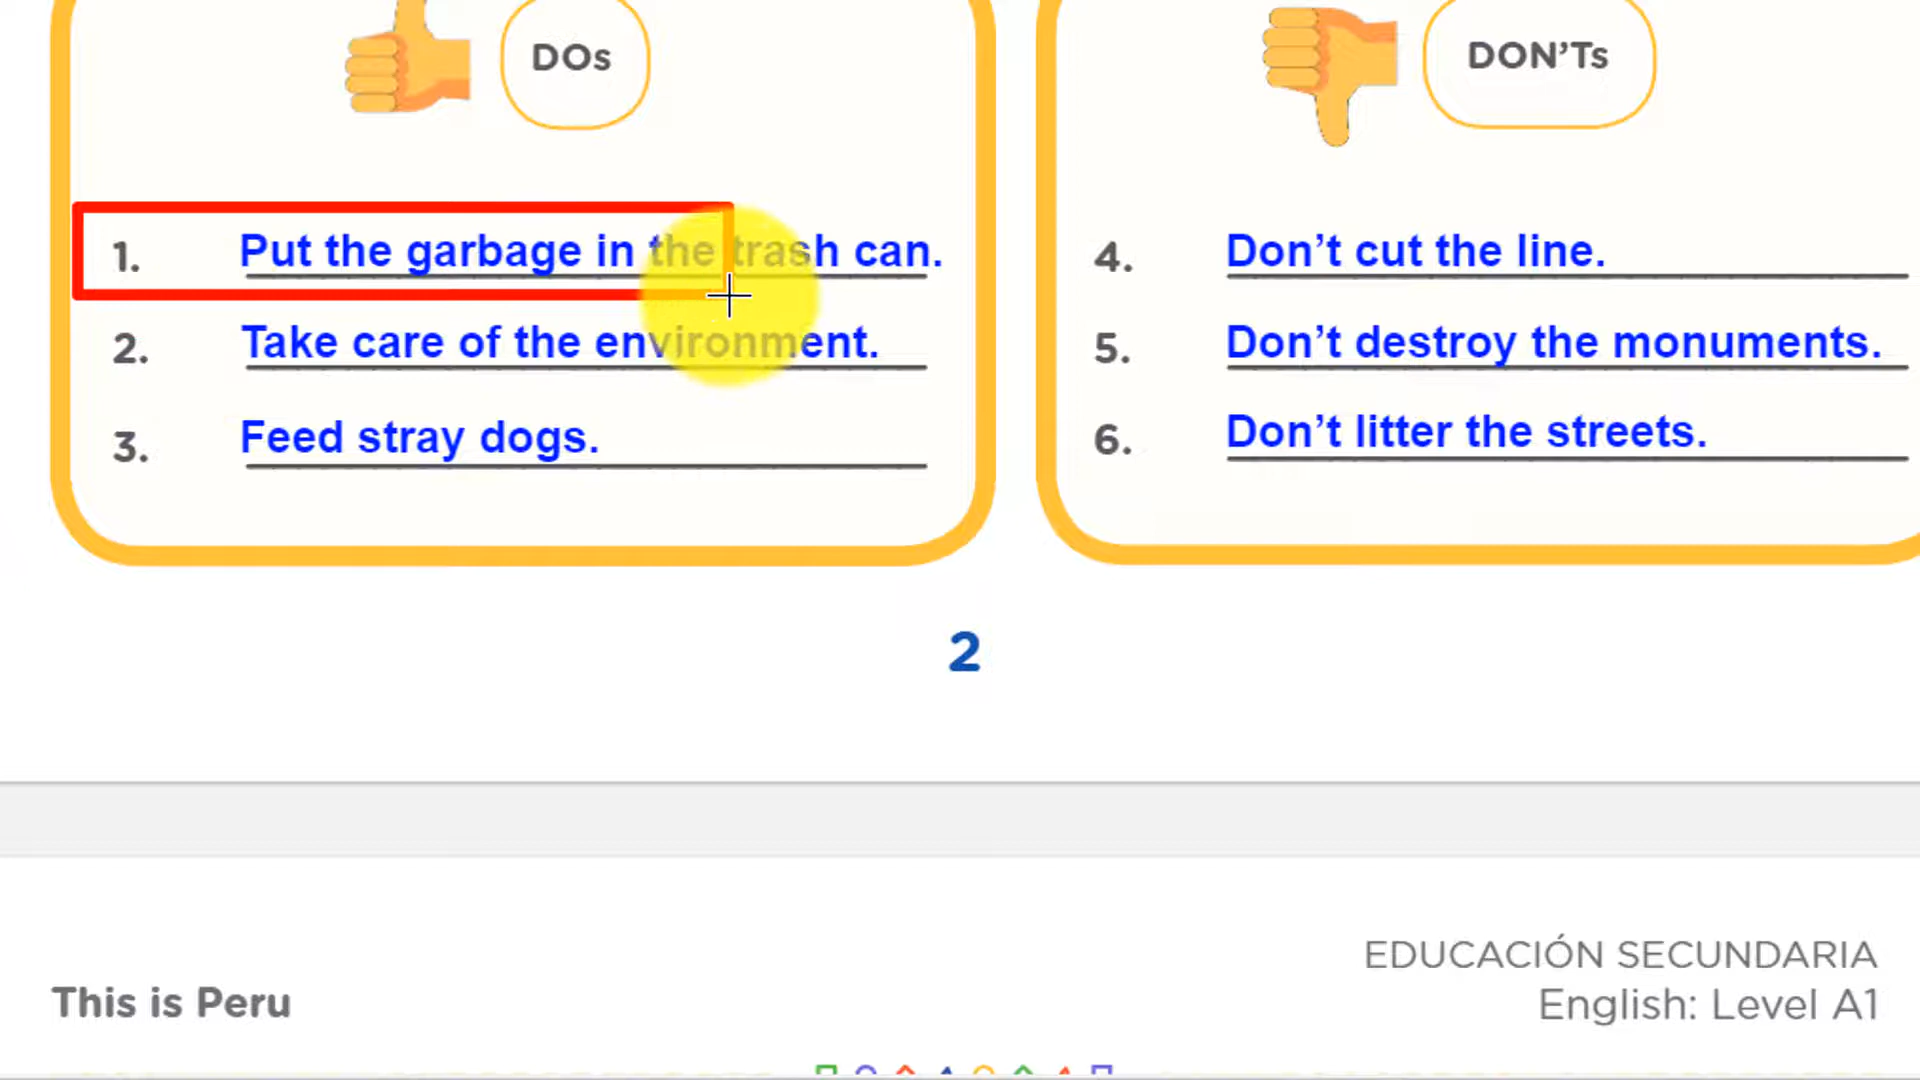 DOs
1. Put the garbage in the trash can.
2. Take care of the environment.
3. Feed stray dogs.
DON'Ts
4. Don't cut the line.
5. Don't destroy the monuments.
6. Don't litter the streets.
2
This is Peru
EDUCACIÓN SECUNDARIA
English: Level A1